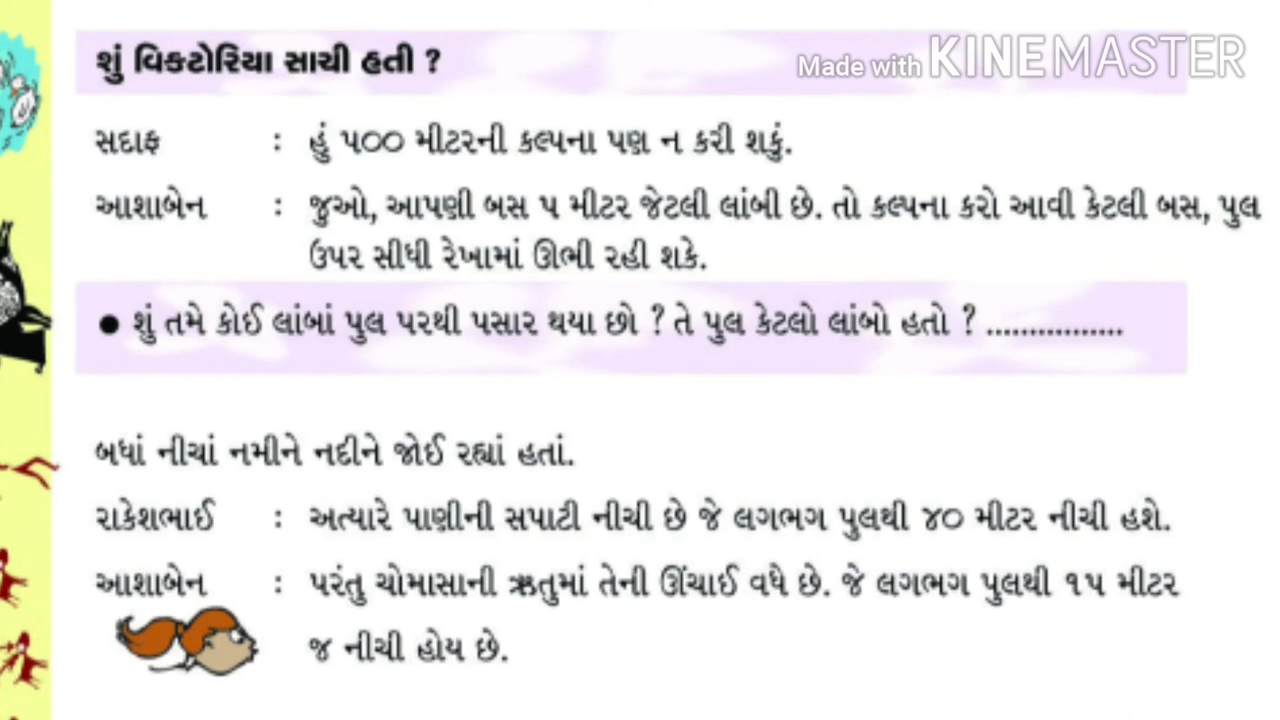 શું વિક્ટોરિયા સાચી હતી ?
Made with KINEMASTER
સદાફ : હું ૫૦૦ મીટરની કલ્પના પણ ન કરી શકું.
આશાબેન : જુઓ, આપણી બસ ૫ મીટર જેટલી લાંબી છે. તો કલ્પના કરો આવી કેટલી બસ, પુલ
ઉપર સીધી રેખામાં ઊભી રહી શકે.
● શું તમે કોઈ લાંબાં પુલ પરથી પસાર થયા છો ? તે પુલ કેટલો લાંબો હતો ? ................
બધાં નીચાં નમીને નદીને જોઈ રહ્યાં હતાં.
રાકેશભાઈ : અત્યારે પાણીની સપાટી નીચી છે જે લગભગ પુલથી ૪૦ મીટર નીચી હશે.
આશાબેન : પરંતુ ચોમાસાની ઋતુમાં તેની ઊંચાઈ વધે છે. જે લગભગ પુલથી ૧૫ મીટર
જ નીચી હોય છે.